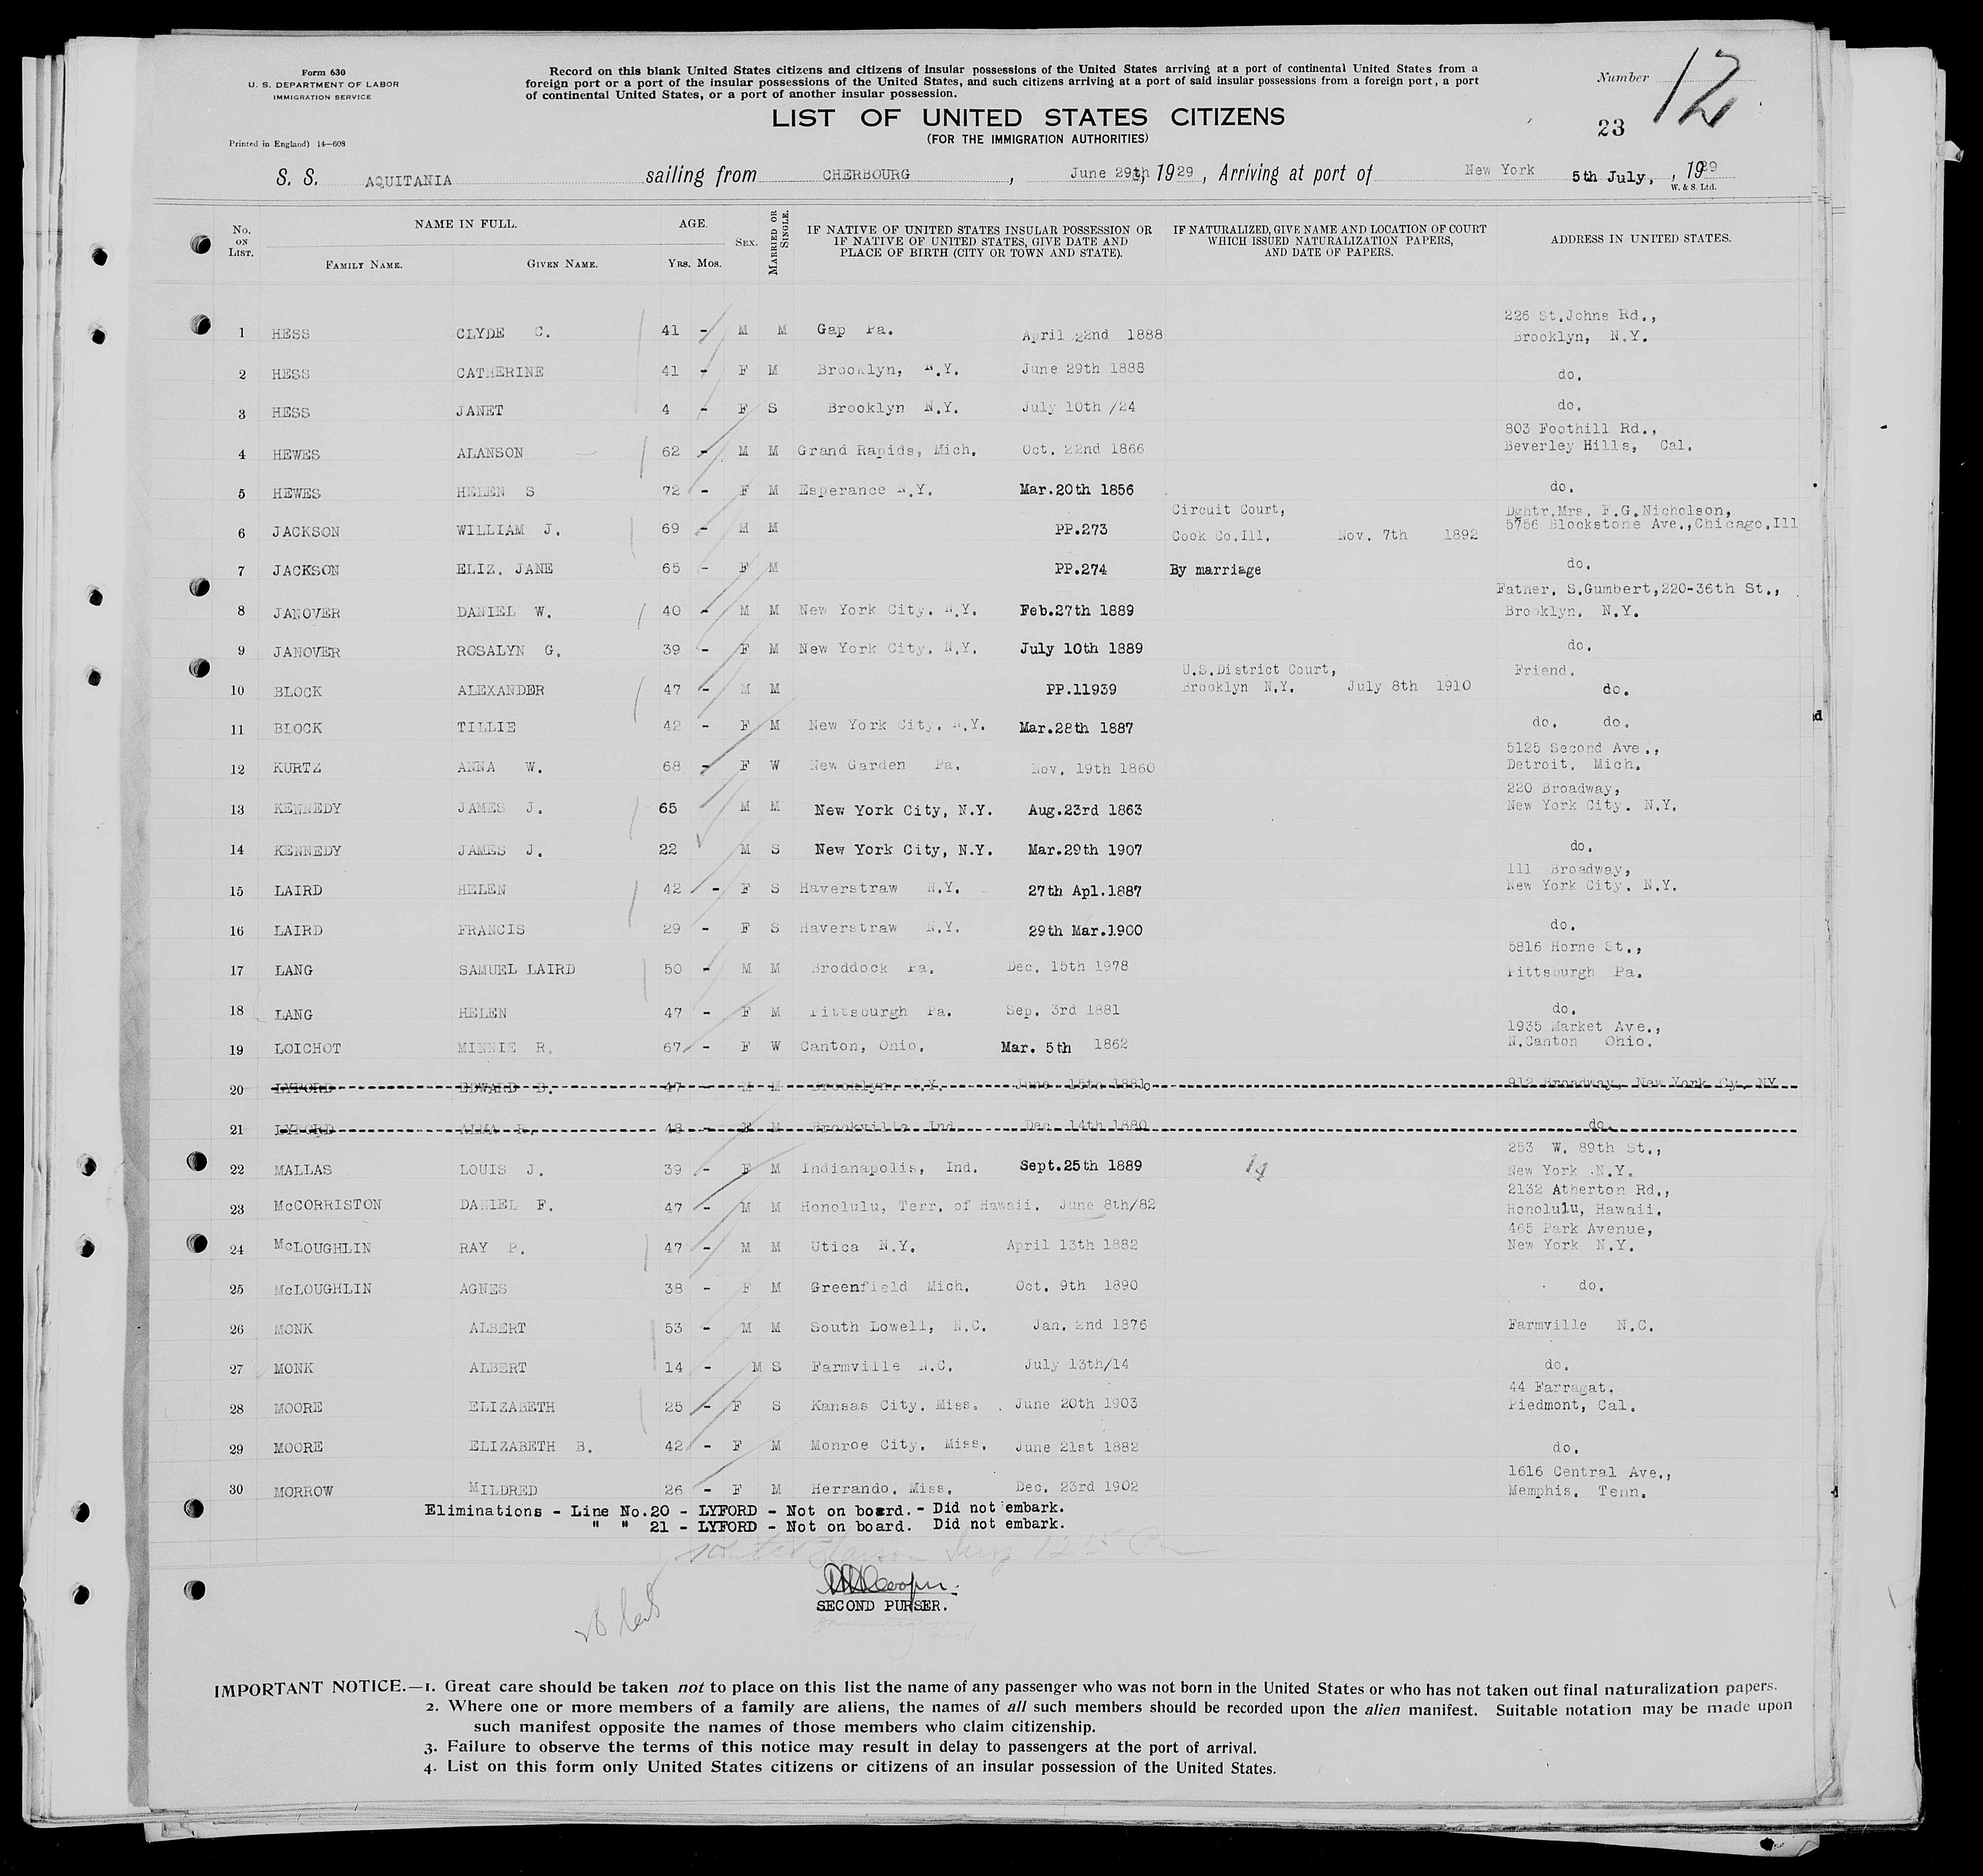 Form 630
U. S. DEPARTMENT OF LABOR
IMMIGRATION SERVICE
Printed in England) 14—608
Record on this blank United States citizens and citizens of insular possessions of the United States arriving at a port of continental United States from a
foreign port or a port of the insular possessions of the United States, and such citizens arriving at a port of said insular possessions from a foreign port, a port
of continental United States, or a port of another insular possession.
Number 12
23
LIST OF UNITED STATES CITIZENS
(FOR THE IMMIGRATION AUTHORITIES)
S. S. AQUITANIA sailing from CHERBOURG , June 29th, 1929 , Arriving at port of New York 5th July, , 1929
W. & S. Ltd.
No. ON LIST. NAME IN FULL. FAMILY NAME. GIVEN NAME. AGE. YRS. MOS. SEX. MARRIED OR SINGLE. IF NATIVE OF UNITED STATES INSULAR POSSESSION OR IF NATIVE OF UNITED STATES, GIVE DATE AND PLACE OF BIRTH (CITY OR TOWN AND STATE). IF NATURALIZED, GIVE NAME AND LOCATION OF COURT WHICH ISSUED NATURALIZATION PAPERS, AND DATE OF PAPERS. ADDRESS IN UNITED STATES.
226 St.Johns Rd.,
1 HESS CLYDE C. 41 - M M Gap Pa. April 22nd 1888 Brooklyn, N.Y.
2 HESS CATHERINE 41 - F M Brooklyn, N.Y. June 29th 1888 do.
3 HESS JANET 4 - F S Brooklyn N.Y. July 10th /24 do.
803 Foothill Rd.,
4 HEWES ALANSON 62 - M M Grand Rapids, Mich. Oct. 22nd 1866 Beverley Hills, Cal.
5 HEWES HELEN S 72 - F M Esperance N.Y. Mar.20th 1856 do.
Circuit Court, Dghtr.Mrs. F.G.Nicholson,
6 JACKSON WILLIAM J. 69 - M M PP.273 Cook Co.Ill. Nov. 7th 1892 5756 Blockstone Ave.,Chicago.Ill
7 JACKSON ELIZ. JANE 65 - F M PP.274 By marriage do.
Father. S.Gumbert,220-36th St.,
8 JANOVER DANIEL W. 40 - M M New York City. N.Y. Feb.27th 1889 Brooklyn. N.Y.
9 JANOVER ROSALYN G. 39 - F M New York City. N.Y. July 10th 1889 do.
U.S.District Court, Friend.
10 BLOCK ALEXANDER 47 - M M PP.11939 Brooklyn N.Y. July 8th 1910 do.
11 BLOCK TILLIE 42 - F M New York City. N.Y. Mar.28th 1887 do. do.
5125 Second Ave.,
12 KURTZ ANNA W. 68 - F W New Garden Pa. Nov. 19th 1860 Detroit. Mich.
220 Broadway,
13 KENNEDY JAMES J. 65 M M New York City, N.Y. Aug.23rd 1863 New York City. N.Y.
14 KENNEDY JAMES J. 22 M S New York City, N.Y. Mar.29th 1907 do.
111 Broadway,
15 LAIRD HELEN 42 - F S Haverstraw N.Y. 27th Apl.1887 New York City. N.Y.
16 LAIRD FRANCIS 29 - F S Haverstraw N.Y. 29th Mar.1900 do.
5816 Horne St.,
17 LANG SAMUEL LAIRD 50 - M M Broddock Pa. Dec. 15th 1978 Pittsburgh Pa.
18 LANG HELEN 47 - F M Pittsburgh Pa. Sep. 3rd 1881 do.
1935 Market Ave.,
19 LOICHOT MINNIE R. 67 - F W Canton, Ohio. Mar. 5th 1862 N.Canton Ohio.
20 LYFORD EDWARD D. 47 - M M Brooklyn. N.Y. June 15th 1881 912 Broadway, New York Cy. NY
21 LYFORD ALMA R. 48 - F M Brookville Ind. Dec. 14th 1880 do.
253 W. 89th St.,
22 MALLAS LOUIS J. 39 - F M Indianapolis, Ind. Sept.25th 1889 New York N.Y.
2132 Atherton Rd.,
23 McCORRISTON DANIEL F. 47 - M M Honolulu, Terr. of Hawaii. June 8th/82 Honolulu, Hawaii.
465 Park Avenue,
24 McLOUGHLIN RAY P. 47 - M M Utica N.Y. April 13th 1882 New York N.Y.
25 McLOUGHLIN AGNES 38 - F M Greenfield Mich. Oct. 9th 1890 do.
26 MONK ALBERT 53 - M M South Lowell, N.C. Jan. 2nd 1876 Farmville N.C.
27 MONK ALBERT 14 - M S Farmville N.C. July 13th/14 do.
44 Farragat.
28 MOORE ELIZABETH 25 - F S Kansas City. Miss. June 20th 1903 Piedmont, Cal.
29 MOORE ELIZABETH B. 42 - F M Monroe City. Miss. June 21st 1882 do.
1616 Central Ave.,
30 MORROW MILDRED 26 - F M Herrando. Miss. Dec. 23rd 1902 Memphis. Tenn.
Eliminations - Line No.20 - LYFORD - Not on board. - Did not embark.
" " 21 - LYFORD - Not on board. Did not embark.
SECOND PURSER.
IMPORTANT NOTICE.—1. Great care should be taken not to place on this list the name of any passenger who was not born in the United States or who has not taken out final naturalization papers.
2. Where one or more members of a family are aliens, the names of all such members should be recorded upon the alien manifest. Suitable notation may be made upon
such manifest opposite the names of those members who claim citizenship.
3. Failure to observe the terms of this notice may result in delay to passengers at the port of arrival.
4. List on this form only United States citizens or citizens of an insular possession of the United States.